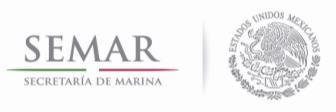 SEMAR
SECRETARÍA DE MARINA
ESTADOS UNIDOS MEXICANOS